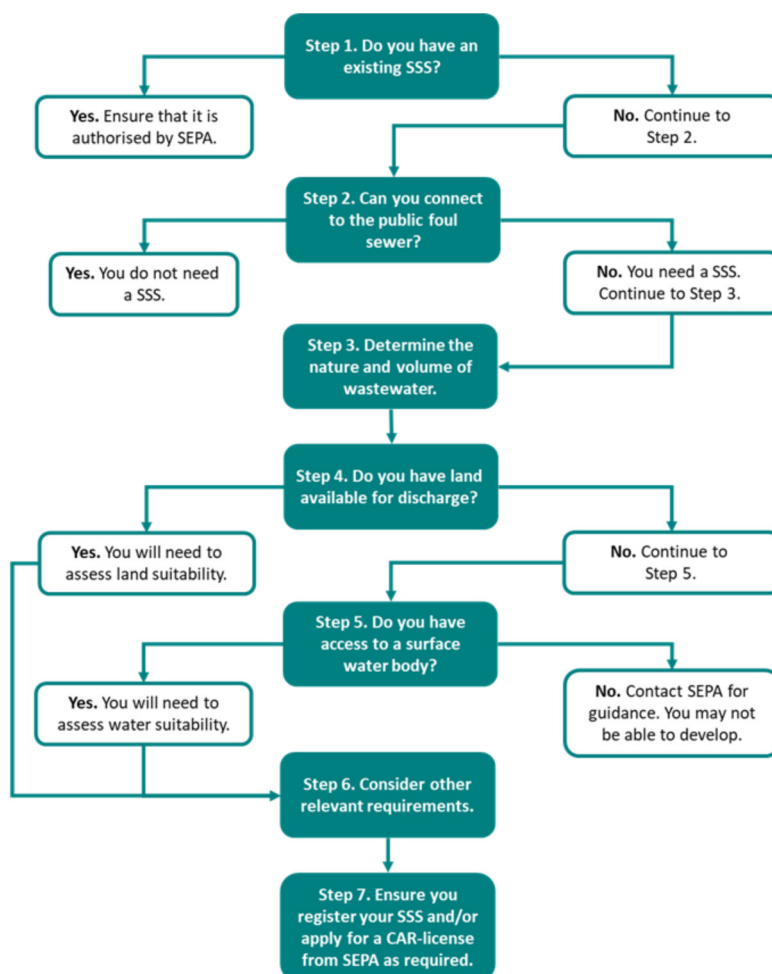 Step 1. Do you have an
existing SSS?
Yes. Ensure that it is
authorised by SEPA.
No. Continue to
Step 2.
Step 2. Can you connect
to the public foul
sewer?
Yes. You do not need
a SSS.
No. You need a SSS.
Continue to Step 3.
Step 3. Determine the
nature and volume of
wastewater.
Step 4. Do you have land
available for discharge?
Yes. You will need to
assess land suitability.
No. Continue to
Step 5.
Step 5. Do you have
access to a surface
water body?
Yes. You will need to
assess water suitability.
No. Contact SEPA for
guidance. You may not
be able to develop.
Step 6. Consider other
relevant requirements.
Step 7. Ensure you
register your SSS and/or
apply for a CAR-license
from SEPA as required.